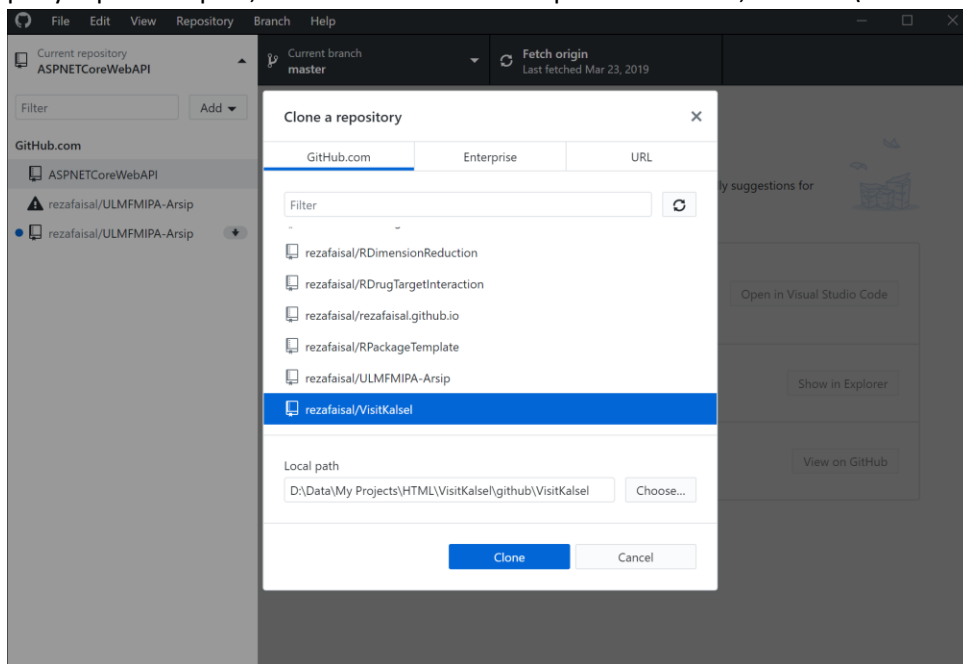 File Edit View Repository Branch Help
Current repository
ASPNETCoreWebAPI
Current branch
master
Fetch origin
Last fetched Mar 23, 2019
Filter
Add
GitHub.com
ASPNETCoreWebAPI
rezafaisal/ULMFMIPA-Arsip
rezafaisal/ULMFMIPA-Arsip
Clone a repository
GitHub.com Enterprise URL
Filter
rezafaisal/RDimensionReduction
rezafaisal/RDrugTargetInteraction
rezafaisal/rezafaisal.github.io
rezafaisal/RPackageTemplate
rezafaisal/ULMFMIPA-Arsip
rezafaisal/VisitKalsel
Local path
D:\Data\My Projects\HTML\VisitKalsel\github\VisitKalsel
Choose...
Clone
Cancel
ly suggestions for
Open in Visual Studio Code
Show in Explorer
View on GitHub